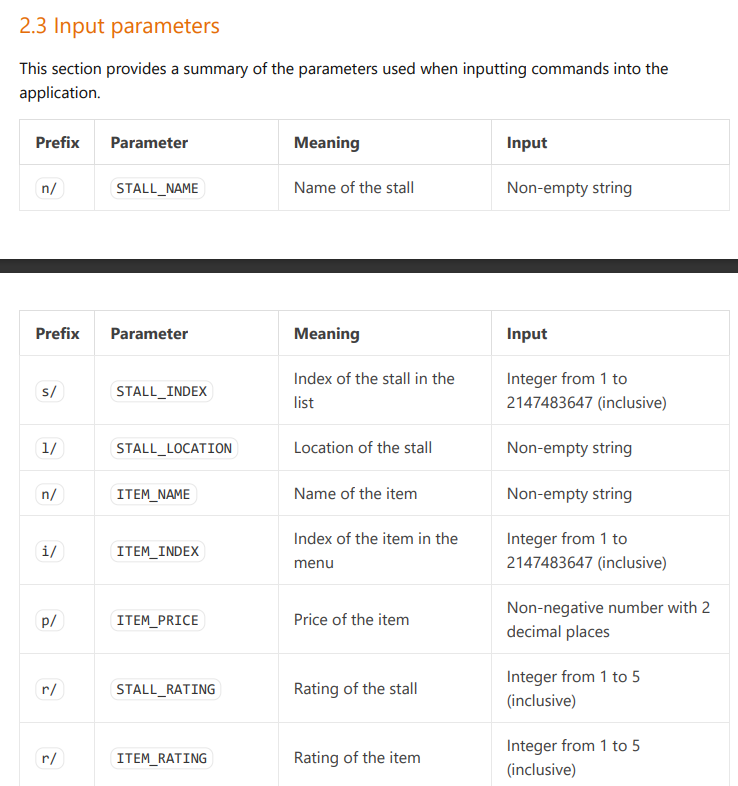 2.3 Input parameters
This section provides a summary of the parameters used when inputting commands into the
application.
Prefix Parameter Meaning Input
n/ STALL_NAME Name of the stall Non-empty string
Prefix Parameter Meaning Input
s/ STALL_INDEX Index of the stall in the list Integer from 1 to 2147483647 (inclusive)
l/ STALL_LOCATION Location of the stall Non-empty string
n/ ITEM_NAME Name of the item Non-empty string
i/ ITEM_INDEX Index of the item in the menu Integer from 1 to 2147483647 (inclusive)
p/ ITEM_PRICE Price of the item Non-negative number with 2 decimal places
r/ STALL_RATING Rating of the stall Integer from 1 to 5 (inclusive)
r/ ITEM_RATING Rating of the item Integer from 1 to 5 (inclusive)